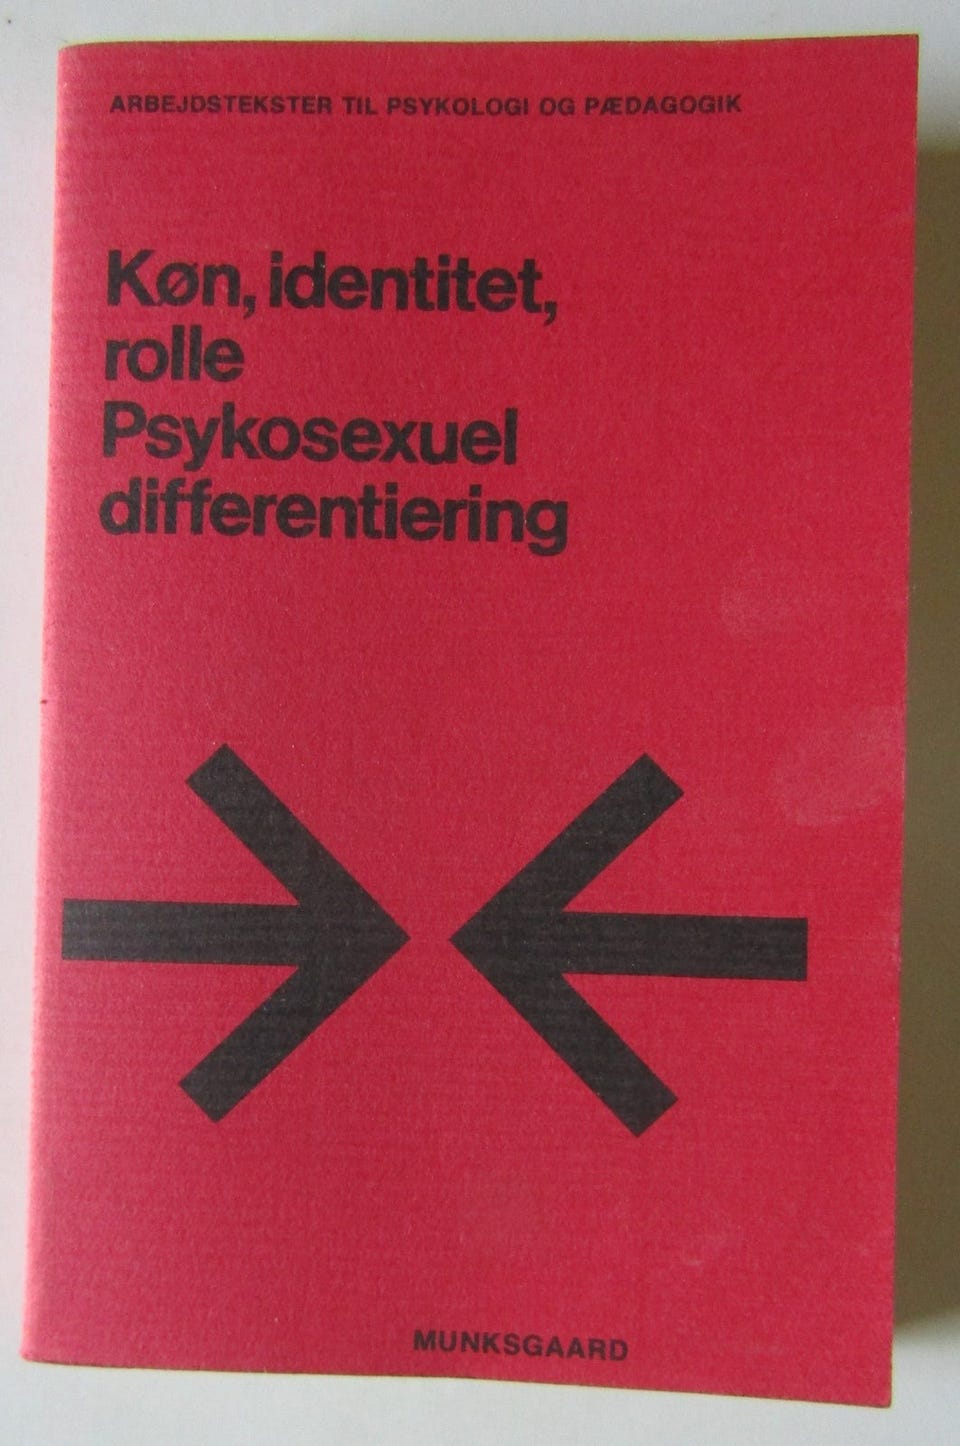 ARBEJDSTEKSTER TIL PSYKOLOGI OG PÆDAGOGIK
Køn, identitet,
rolle
Psykosexuel
differentiering
MUNKSGAARD